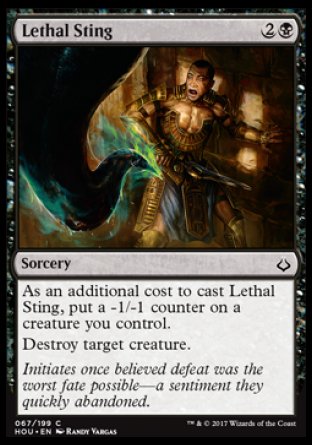 Lethal Sting 2
Sorcery
As an additional cost to cast Lethal
Sting, put a -1/-1 counter on a
creature you control.
Destroy target creature.
Initiates once believed defeat was the
worst fate possible—a sentiment they
quickly abandoned.
067/199 C
HOU • EN Randy Vargas
™ & © 2017 Wizards of the Coast